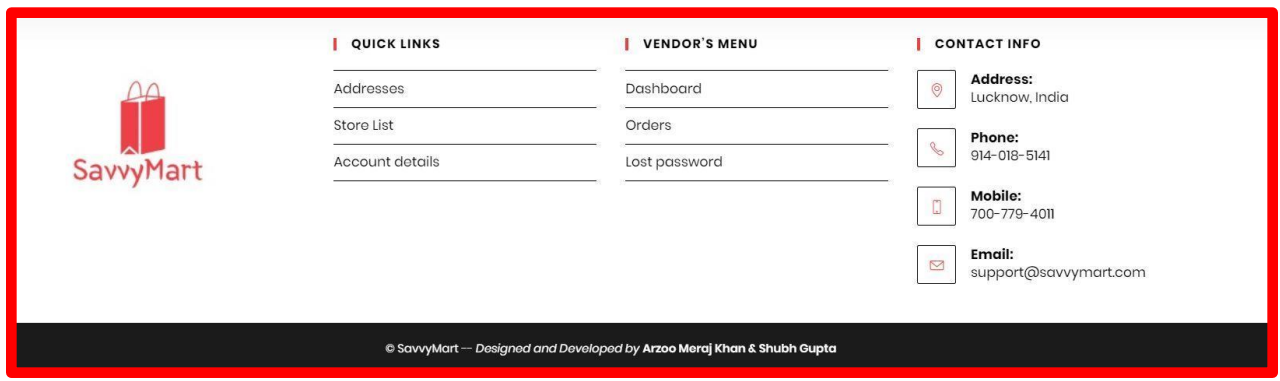 SavvyMart
QUICK LINKS
Addresses
Store List
Account details
VENDOR'S MENU
Dashboard
Orders
Lost password
CONTACT INFO
Address:
Lucknow, India
Phone:
914-018-5141
Mobile:
700-779-4011
Email:
support@savvymart.com
© SavvyMart — Designed and Developed by Arzoo Meraj Khan & Shubh Gupta